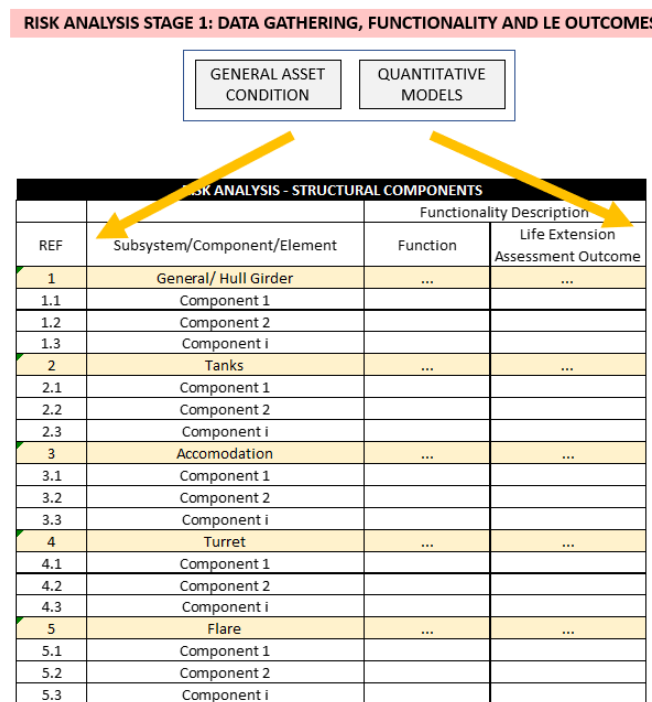 RISK ANALYSIS STAGE 1: DATA GATHERING, FUNCTIONALITY AND LE OUTCOMES
GENERAL ASSET
CONDITION
QUANTITATIVE
MODELS
ANALYSIS - STRUCTURAL COMPONENTS
Functionality Description
REF Subsystem/Component/Element Function Life Extension
Assessment Outcome
1 General/ Hull Girder ... ...
1.1 Component 1
1.2 Component 2
1.3 Component i
2 Tanks ... ...
2.1 Component 1
2.2 Component 2
2.3 Component i
3 Accomodation ... ...
3.1 Component 1
3.2 Component 2
3.3 Component i
4 Turret ... ...
4.1 Component 1
4.2 Component 2
4.3 Component i
5 Flare ... ...
5.1 Component 1
5.2 Component 2
5.3 Component i